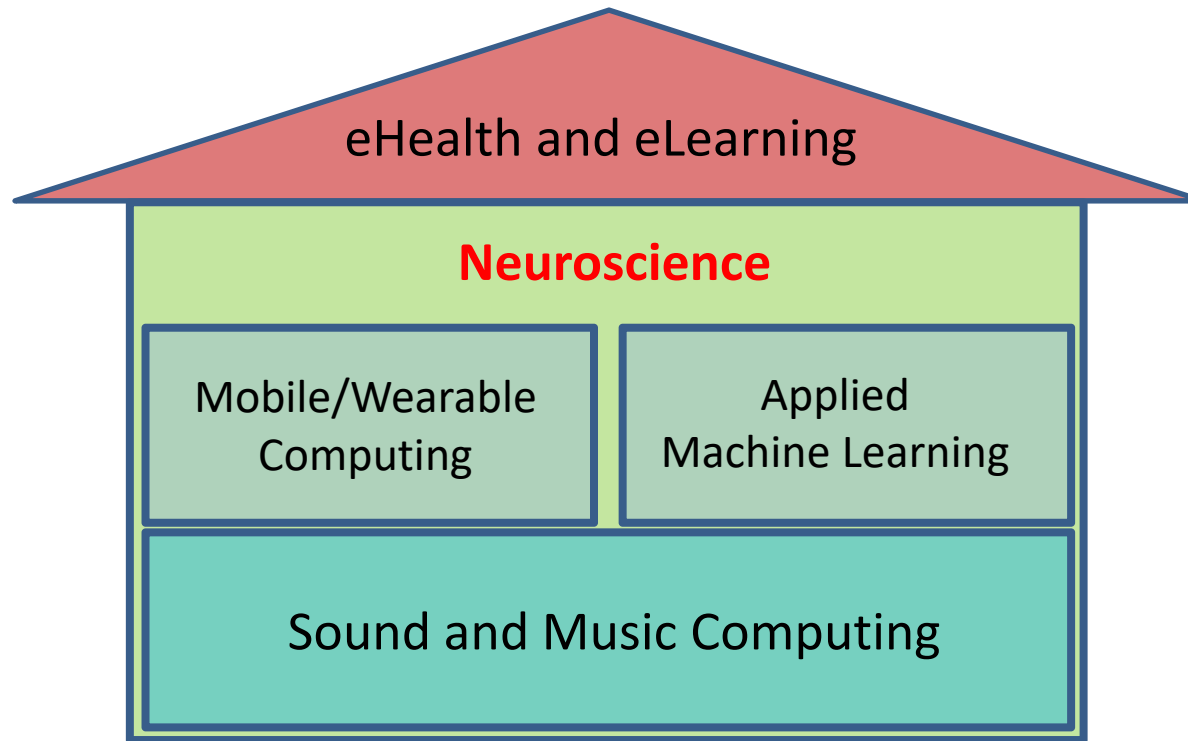 eHealth and eLearning
Neuroscience
Mobile/Wearable
Computing
Applied
Machine Learning
Sound and Music Computing